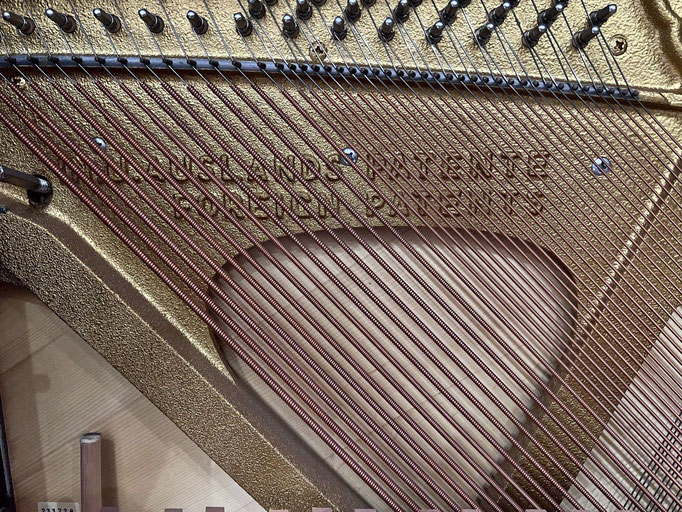 U. AUSLANDS PATENTE
FOREIGN PATENTS